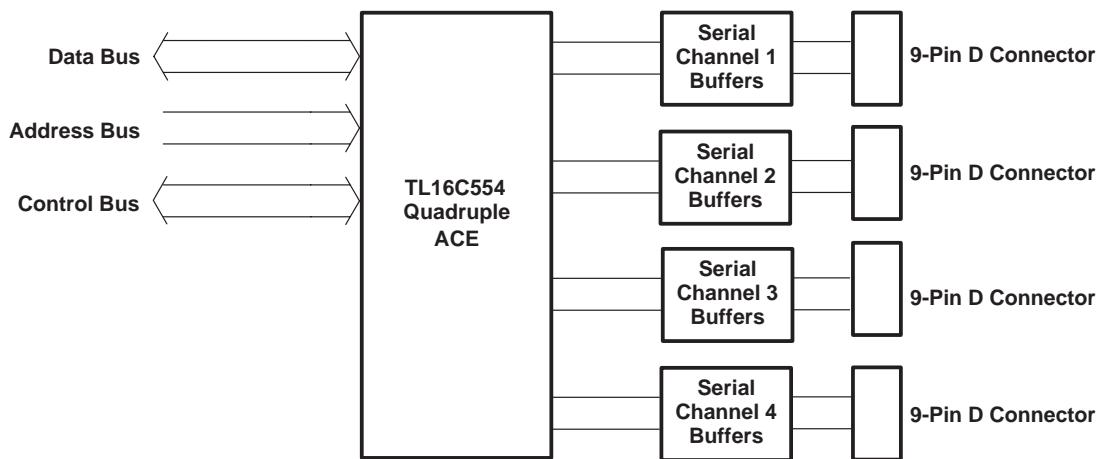 Data Bus
Address Bus
Control Bus
TL16C554
Quadruple
ACE
Serial
Channel 1
Buffers
9-Pin D Connector
Serial
Channel 2
Buffers
9-Pin D Connector
Serial
Channel 3
Buffers
9-Pin D Connector
Serial
Channel 4
Buffers
9-Pin D Connector